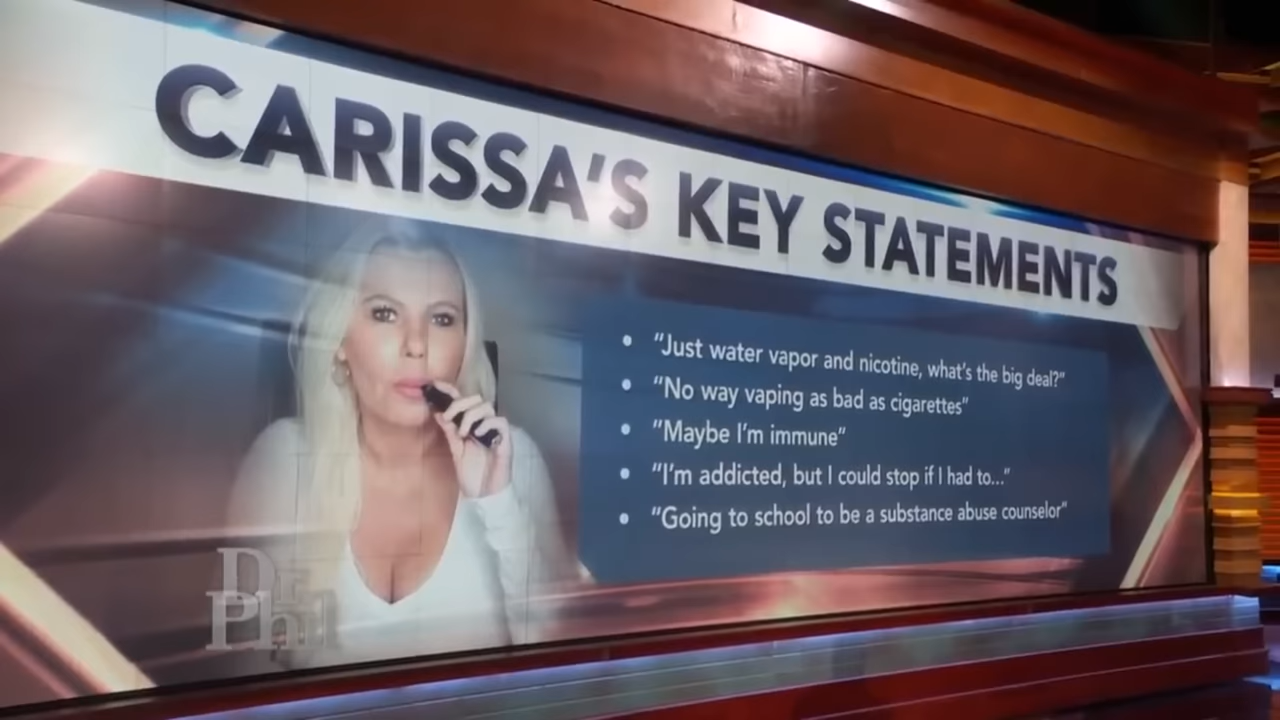 CARISSA'S KEY STATEMENTS
• "Just water vapor and nicotine, what's the big deal?"
• "No way vaping as bad as cigarettes"
• "Maybe I'm immune"
• "I'm addicted, but I could stop if I had to..."
• "Going to school to be a substance abuse counselor"
Dr
Phil